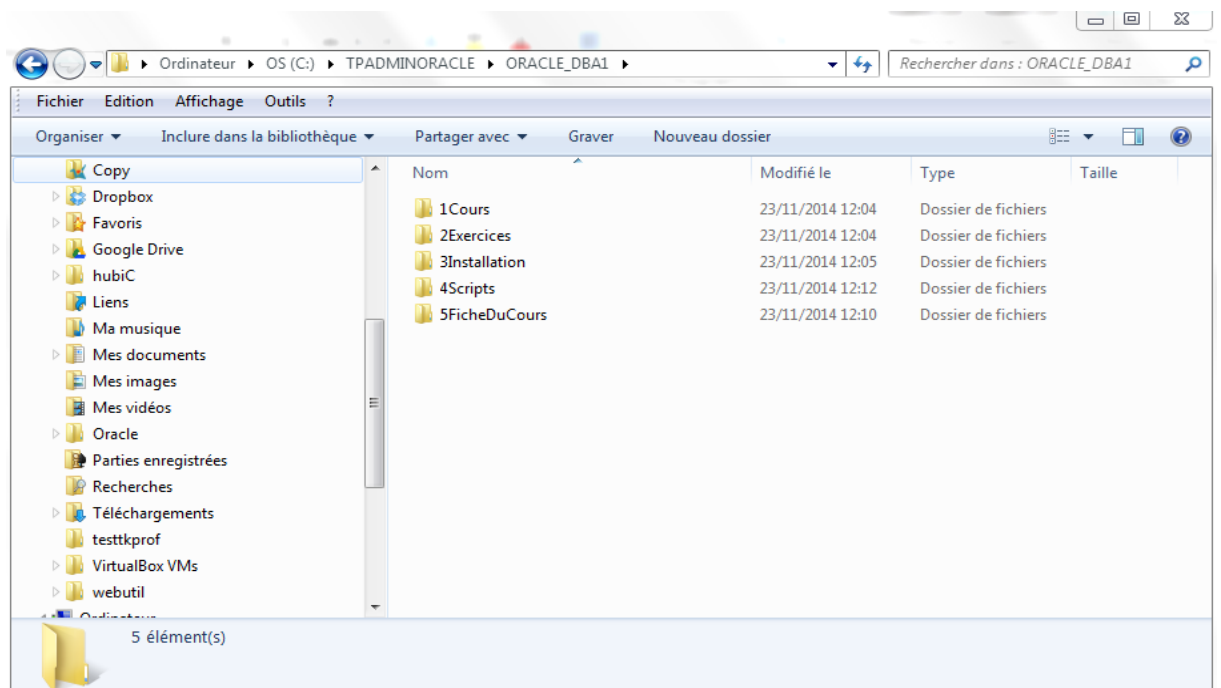 Ordinateur OS (C:) TPADMINORACLE ORACLE_DBA1 Rechercher dans : ORACLE_DBA1
Fichier Edition Affichage Outils ?
Organiser Inclure dans la bibliothèque Partager avec Graver Nouveau dossier
Copy
Dropbox
Favoris
Google Drive
hubiC
Liens
Ma musique
Mes documents
Mes images
Mes vidéos
Oracle
Parties enregistrées
Recherches
Téléchargements
testtkprof
VirtualBox VMs
webutil
Ordinateur
Nom Modifié le Type Taille
1Cours 23/11/2014 12:04 Dossier de fichiers
2Exercices 23/11/2014 12:04 Dossier de fichiers
3Installation 23/11/2014 12:05 Dossier de fichiers
4Scripts 23/11/2014 12:12 Dossier de fichiers
5FicheDuCours 23/11/2014 12:10 Dossier de fichiers
5 élément(s)